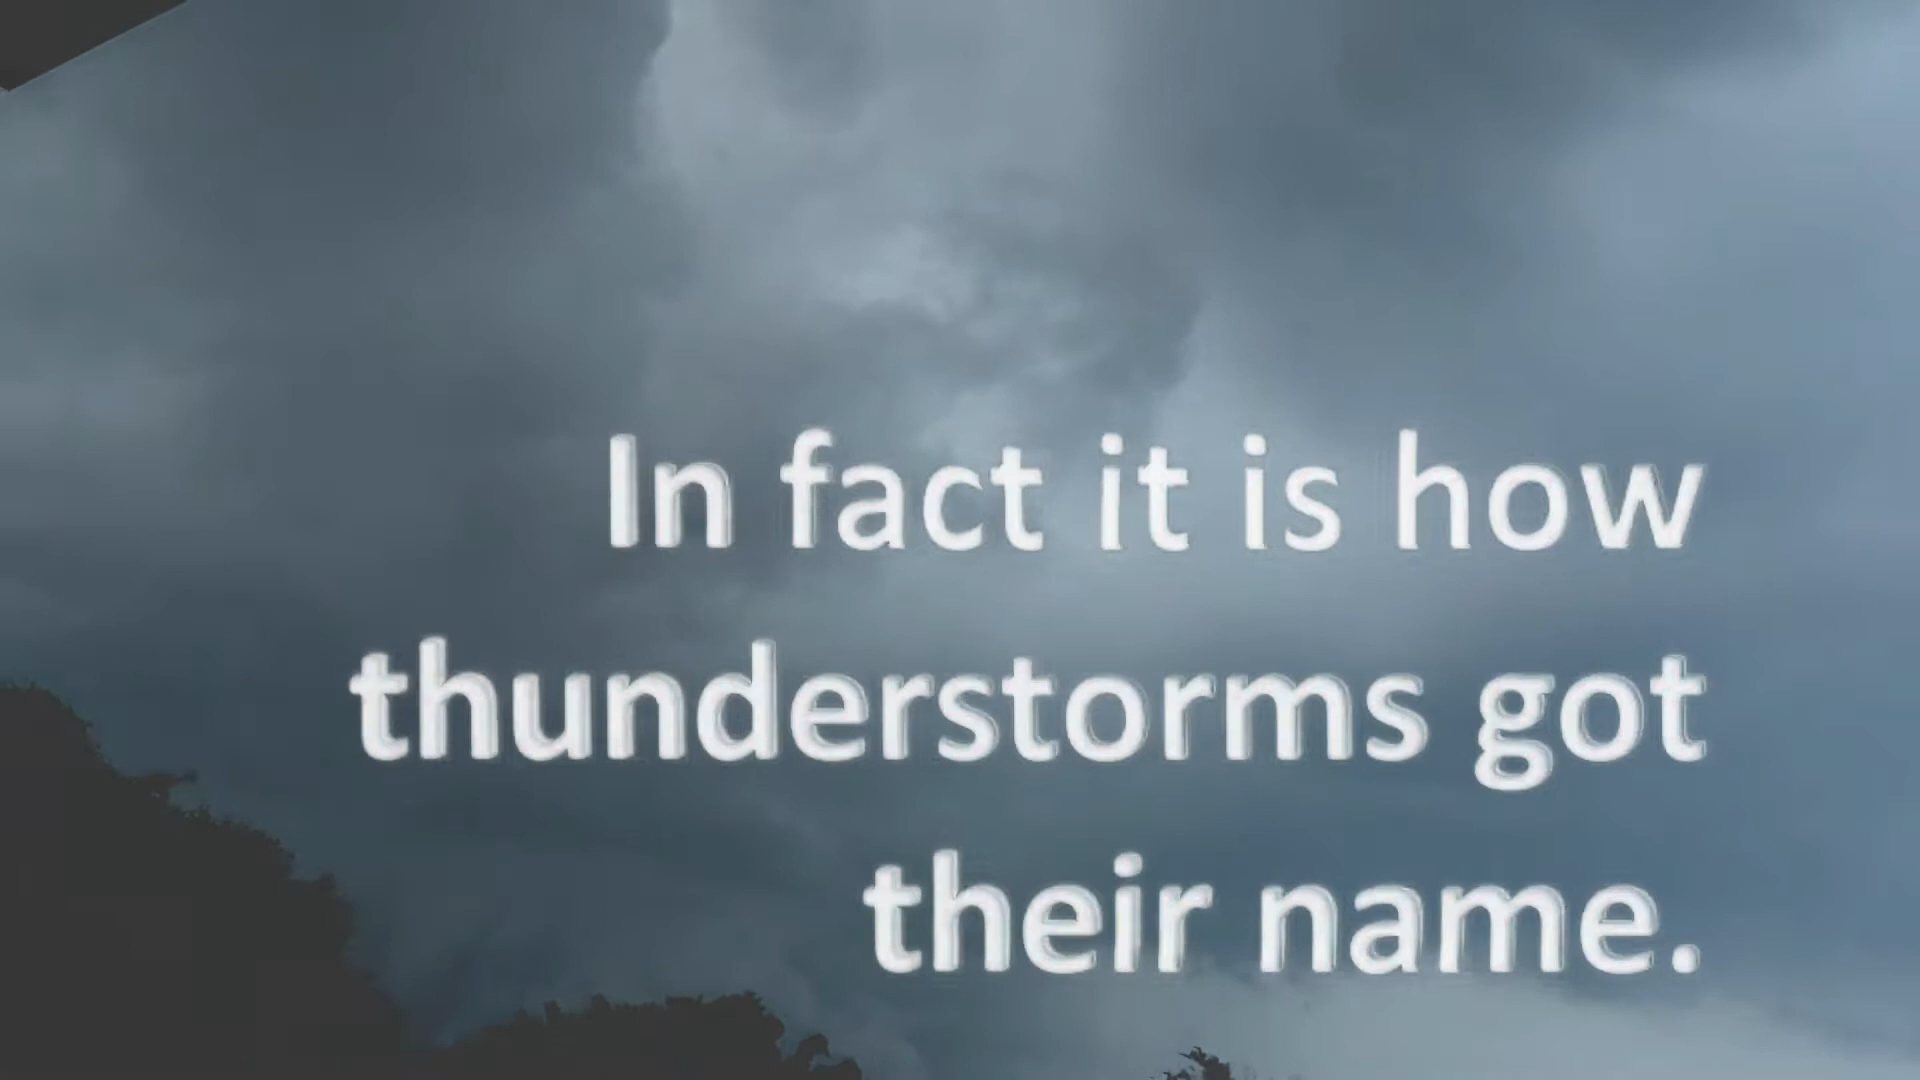 In fact it is how
thunderstorms got
their name.